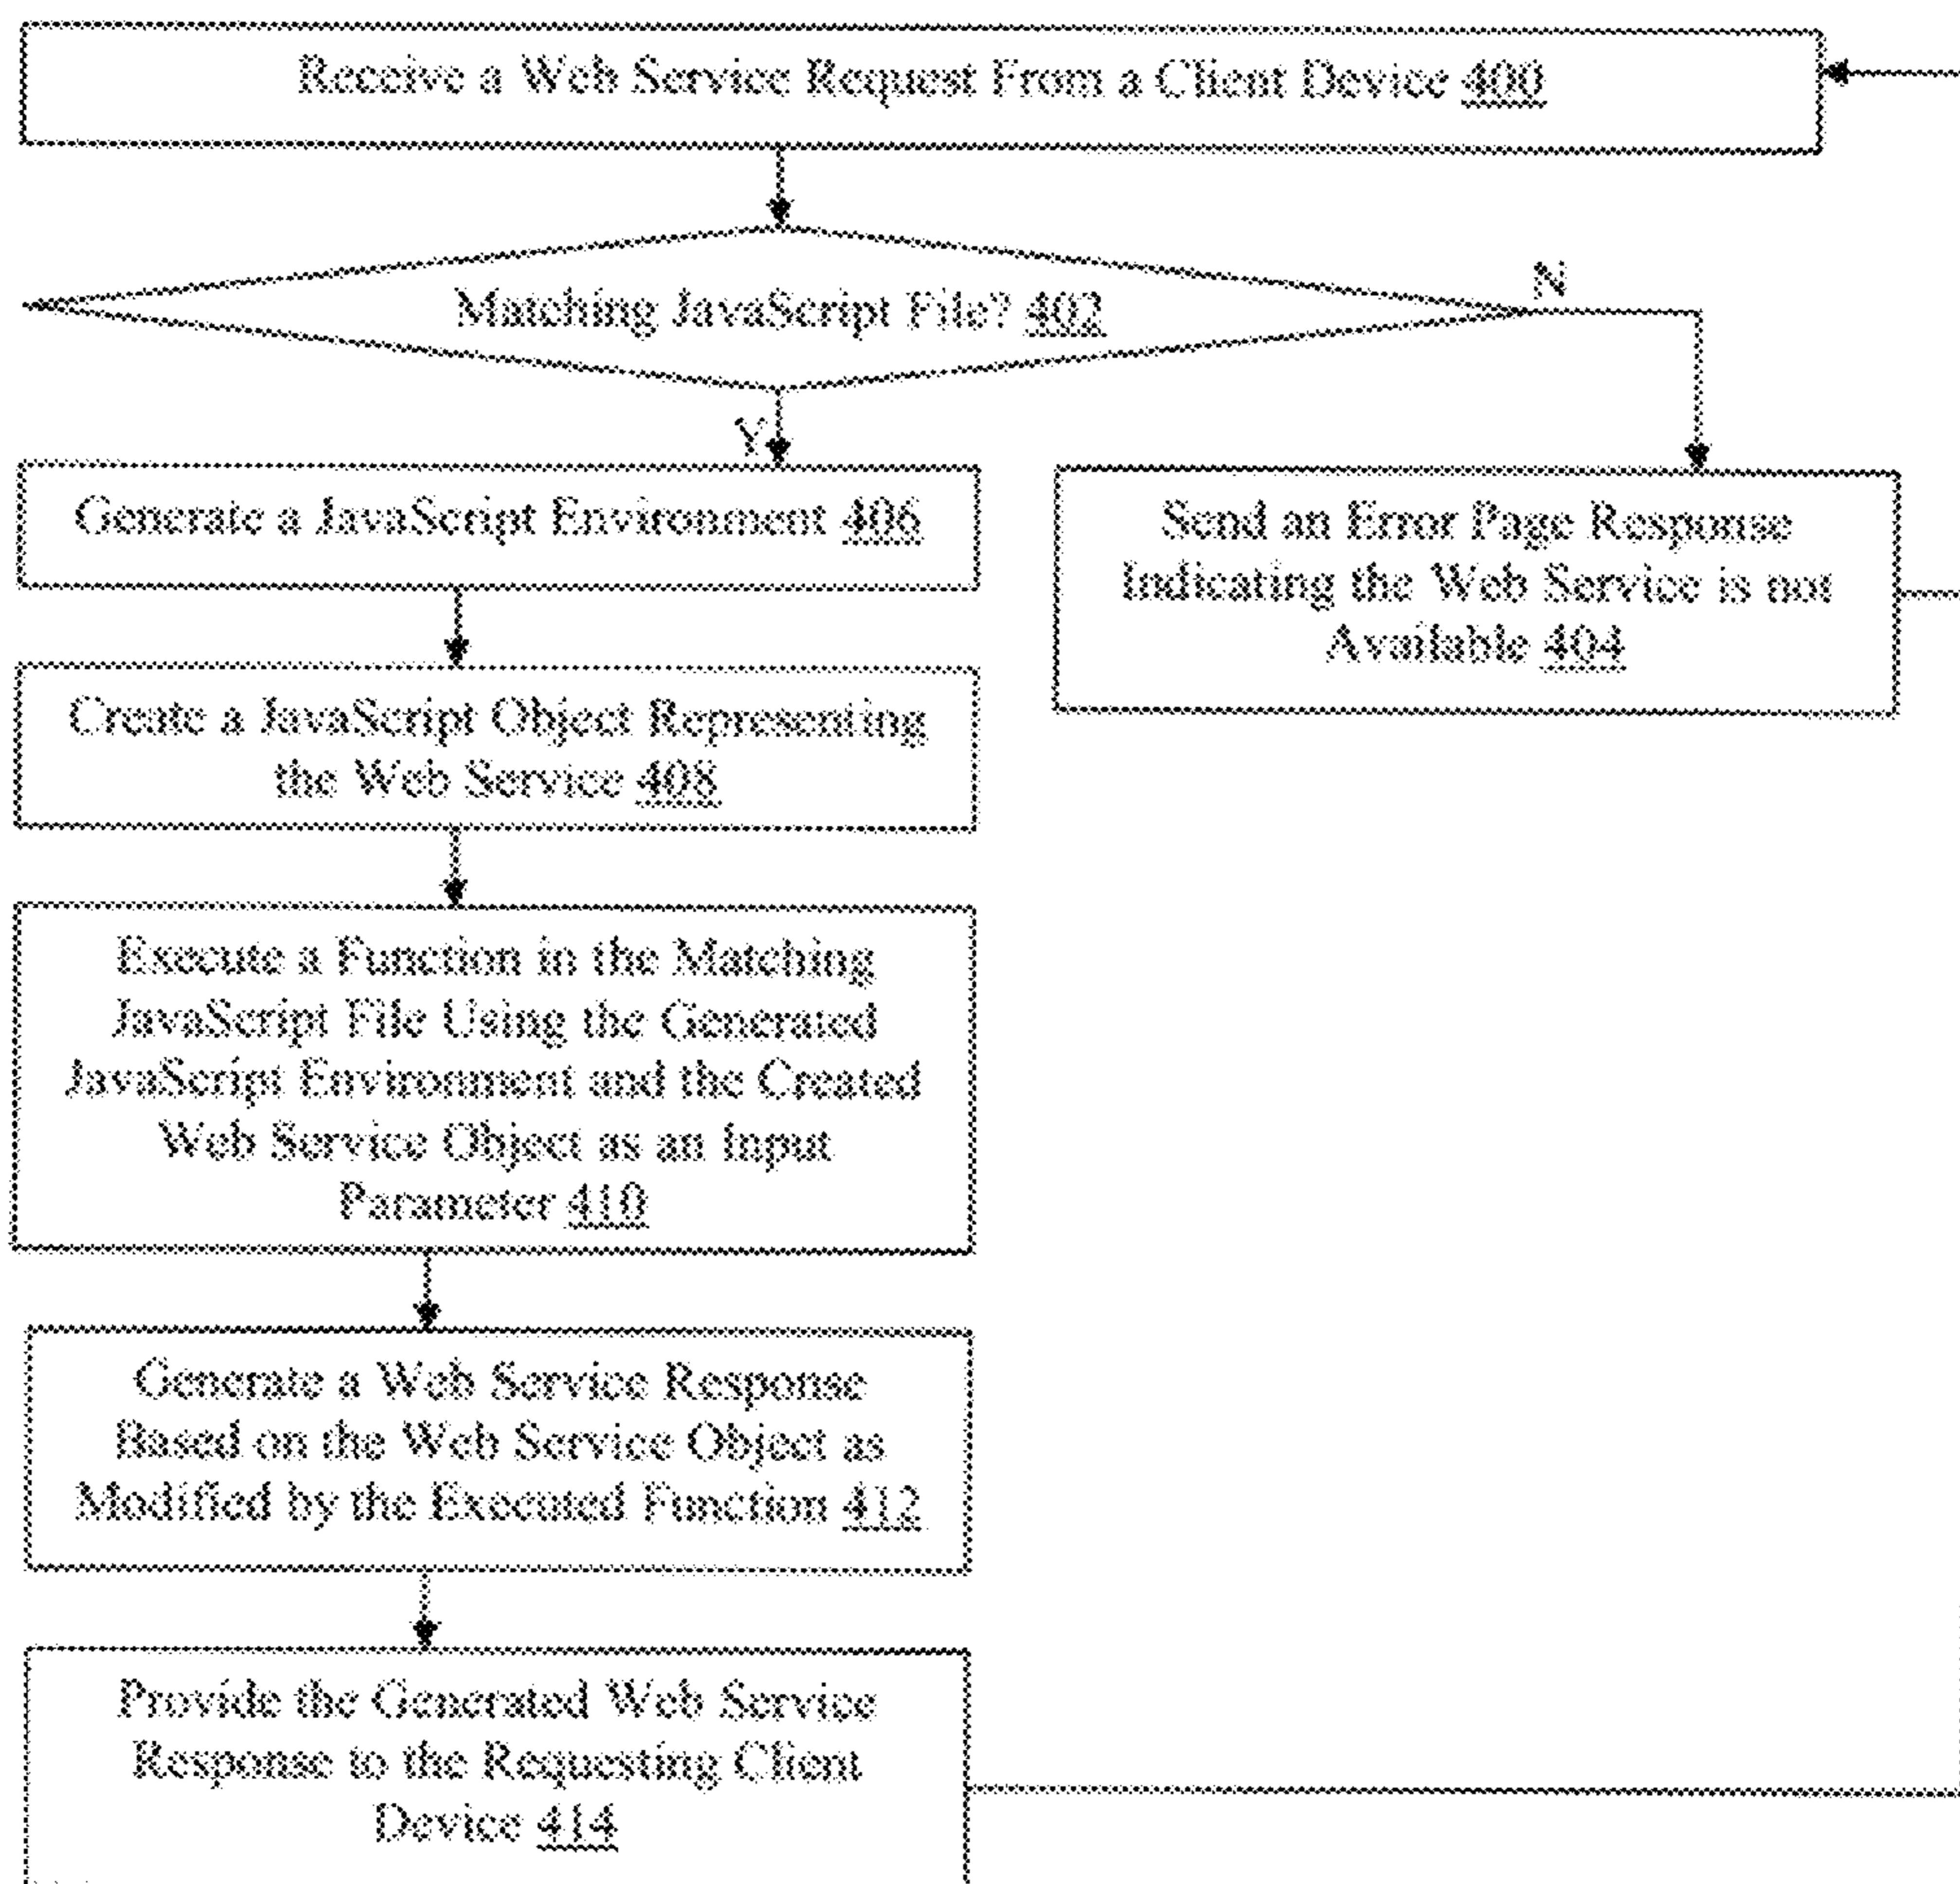 Receive a Web Service Request From a Client Device 400
Matching JavaScript File? 402
N
Y
Generate a JavaScript Environment 406
Send an Error Page Response
Indicating the Web Service is not
Available 404
Create a JavaScript Object Representing
the Web Service 408
Execute a Function in the Matching
JavaScript File Using the Generated
JavaScript Environment and the Created
Web Service Object as an Input
Parameter 410
Generate a Web Service Response
Based on the Web Service Object as
Modified by the Executed Function 412
Provide the Generated Web Service
Response to the Requesting Client
Device 414